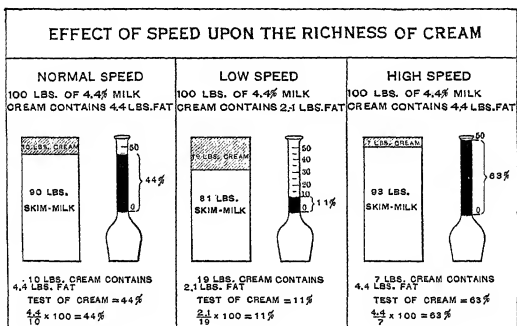 EFFECT OF SPEED UPON THE RICHNESS OF CREAM
NORMAL SPEED
100 LBS. OF 4.4% MILK
CREAM CONTAINS 4.4 LBS. FAT
10 LBS. CREAM
90 LBS.
SKIM-MILK
50
44%
0
10 LBS. CREAM CONTAINS
4.4 LBS. FAT
TEST OF CREAM = 44%
4.4/10 x 100 = 44%
LOW SPEED
100 LBS. OF 4.4% MILK
CREAM CONTAINS 2.1 LBS. FAT
19 LBS. CREAM
81 LBS.
SKIM-MILK
50
40
30
20
10
11%
0
19 LBS. CREAM CONTAINS
2.1 LBS. FAT
TEST OF CREAM = 11%
2.1/19 x 100 = 11%
HIGH SPEED
100 LBS. OF 4.4% MILK
CREAM CONTAINS 4.4 LBS. FAT
7 LBS. CREAM
93 LBS.
SKIM-MILK
50
63%
0
7 LBS. CREAM CONTAINS
4.4 LBS. FAT
TEST OF CREAM = 63%
4.4/7 x 100 = 63%